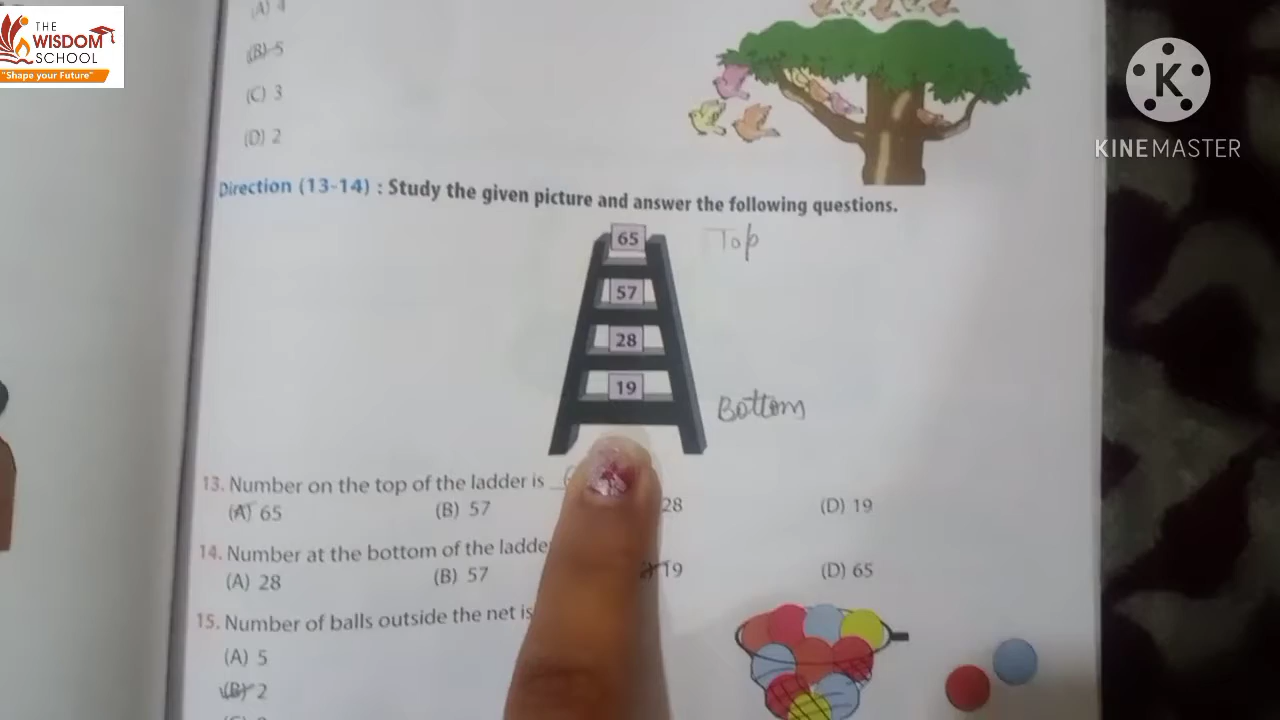 THE
WISDOM
SCHOOL
"Shape your Future"
KINEMASTER
K
(A) 4
(B) 5
(C) 3
(D) 2
Direction (13-14) : Study the given picture and answer the following questions.
65 Top
57
28
19 Bottom
13. Number on the top of the ladder is
(A) 65 (B) 57 28 (D) 19
14. Number at the bottom of the ladde
(A) 28 (B) 57 19 (D) 65
15. Number of balls outside the net is
(A) 5
(B) 2